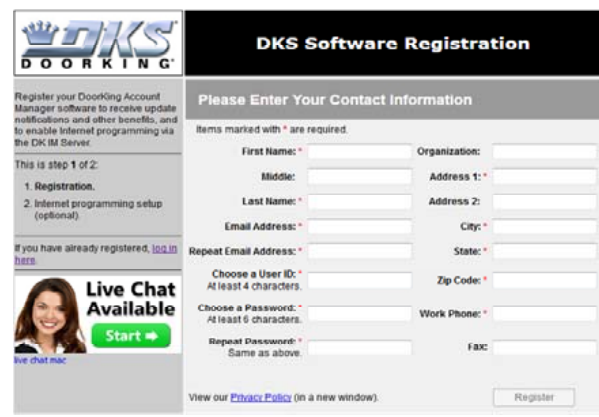 DKS
DOORKING
DKS Software Registration
Register your DoorKing Account
Manager software to receive update
notifications and other benefits, and
to enable Internet programming via
the DK IM Server.
This is step 1 of 2:
1. Registration.
2. Internet programming setup
(optional).
If you have already registered, log in
here.
Live Chat
Available
Start
live chat mac
Please Enter Your Contact Information
Items marked with * are required.
First Name: *
Organization:
Middle:
Address 1: *
Last Name: *
Address 2:
Email Address: *
City: *
Repeat Email Address: *
State: *
Choose a User ID: *
At least 4 characters.
Zip Code: *
Choose a Password: *
At least 6 characters.
Work Phone: *
Repeat Password: *
Same as above.
Fax:
View our Privacy Policy (in a new window).
Register